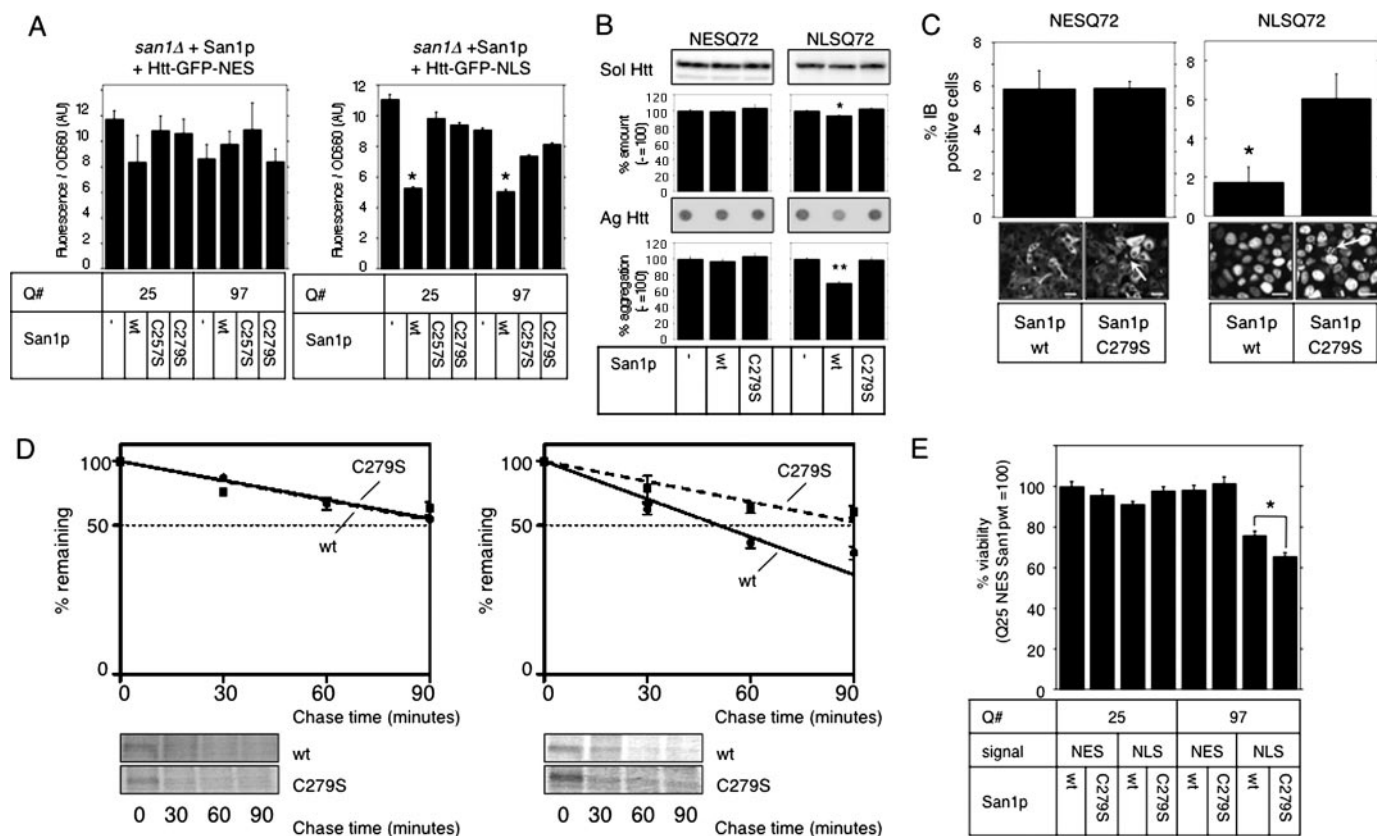 A
san1Δ + San1p
+ Htt-GFP-NES
Fluorescence / OD660 (AU)
12
10
8
6
4
2
0
san1Δ +San1p
+ Htt-GFP-NLS
Fluorescence / OD660 (AU)
12
10
8
6
4
2
0
*
*
Q#
25
97
San1p
-
wt
C257S
C279S
-
wt
C257S
C279S
Q#
25
97
San1p
-
wt
C257S
C279S
-
wt
C257S
C279S
B
NESQ72
NLSQ72
Sol Htt
% amount
(- = 100)
120
100
80
60
40
20
0
*
Ag Htt
% aggregation
(- = 100)
120
100
80
60
40
20
0
**
San1p
-
wt
C279S
-
wt
C279S
C
NESQ72
NLSQ72
% IB
positive cells
8
6
4
2
0
8
6
4
2
0
*
San1p
wt
San1p
C279S
San1p
wt
San1p
C279S
D
% remaining
100
50
0
C279S
wt
0
30
60
90
Chase time (minutes)
wt
C279S
0
30
60
90
Chase time (minutes)
% remaining
100
50
0
C279S
wt
0
30
60
90
Chase time (minutes)
wt
C279S
0
30
60
90
Chase time (minutes)
E
% viability
(Q25 NES San1pwt =100)
120
100
80
60
40
20
0
*
Q#
25
97
signal
NES
NLS
NES
NLS
San1p
wt
C279S
wt
C279S
wt
C279S
wt
C279S